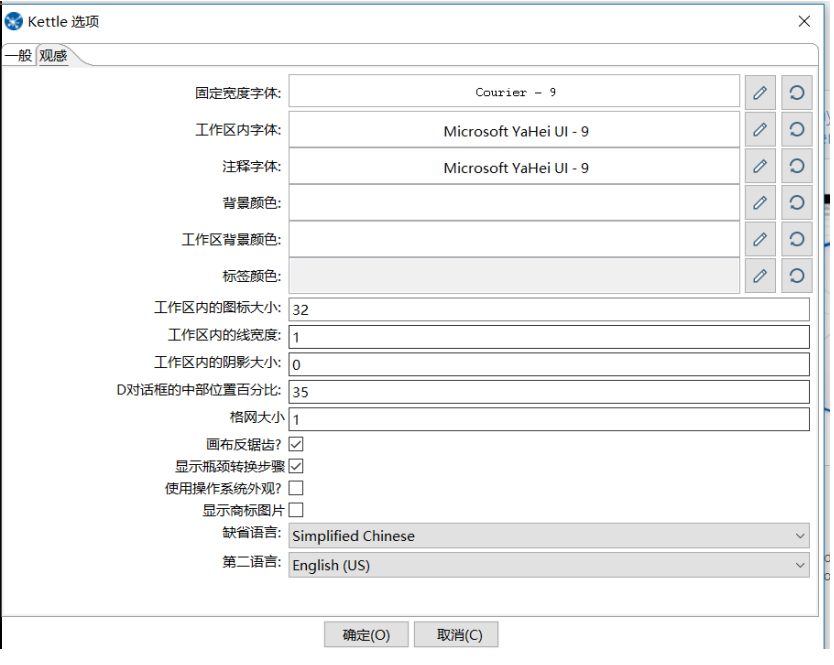 Kettle 选项
一般 观感
固定宽度字体: Courier - 9
工作区内字体: Microsoft YaHei UI - 9
注释字体: Microsoft YaHei UI - 9
背景颜色:
工作区背景颜色:
标签颜色:
工作区内的图标大小: 32
工作区内的线宽度: 1
工作区内的阴影大小: 0
D对话框的中部位置百分比: 35
格网大小 1
画布反锯齿?
显示瓶颈转换步骤
使用操作系统外观?
显示商标图片
缺省语言: Simplified Chinese
第二语言: English (US)
确定(O) 取消(C)